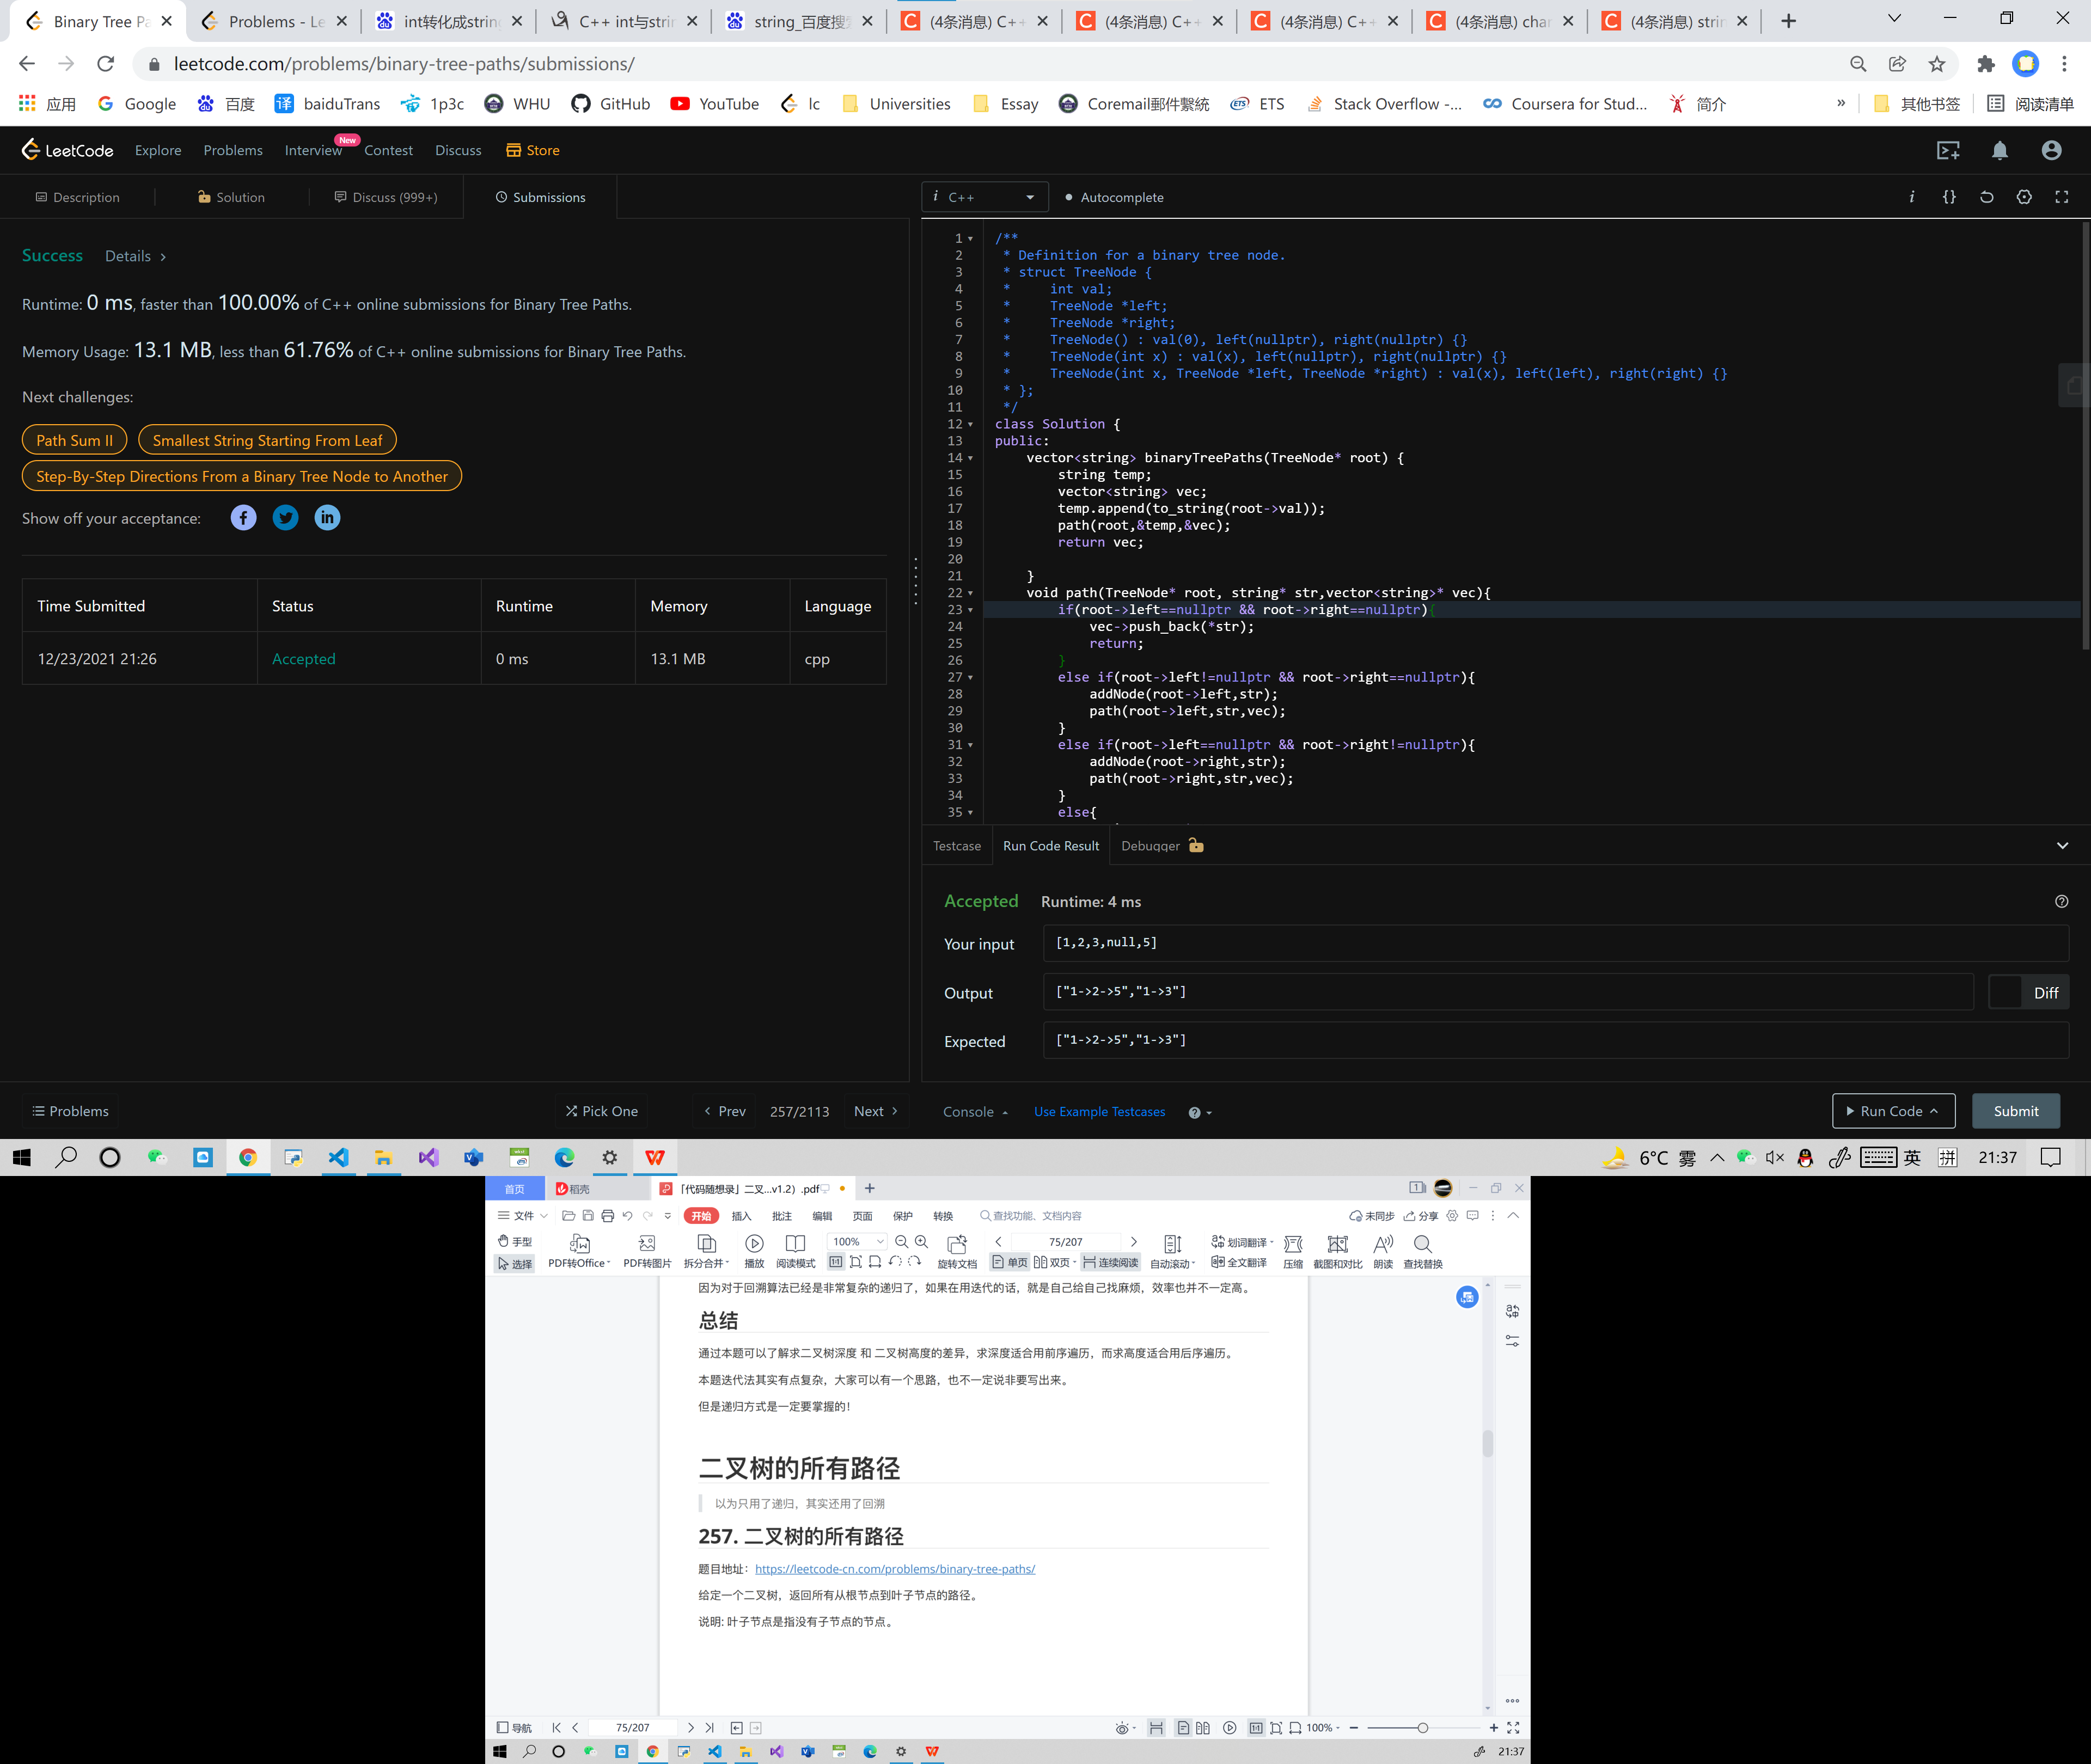 Binary Tree Pa
Problems - Le
int转化成string
C++ int与strin
string_百度搜索
(4条消息) C++
(4条消息) C++
(4条消息) C++
(4条消息) char
(4条消息) strin
leetcode.com/problems/binary-tree-paths/submissions/
应用
Google
百度
译 baiduTrans
1p3c
WHU
GitHub
YouTube
lc
Universities
Essay
Coremail郵件繫統
ETS
Stack Overflow -...
Coursera for Stud...
简介
»
其他书签
阅读清单
LeetCode
Explore
Problems
Interview
New
Contest
Discuss
Store
Description
Solution
Discuss (999+)
Submissions
i C++
Autocomplete
Success
Details
Runtime: 0 ms, faster than 100.00% of C++ online submissions for Binary Tree Paths.
Memory Usage: 13.1 MB, less than 61.76% of C++ online submissions for Binary Tree Paths.
Next challenges:
Path Sum II
Smallest String Starting From Leaf
Step-By-Step Directions From a Binary Tree Node to Another
Show off your acceptance:
Time Submitted Status Runtime Memory Language
12/23/2021 21:26 Accepted 0 ms 13.1 MB cpp
1 /**
2 * Definition for a binary tree node.
3 * struct TreeNode {
4 * int val;
5 * TreeNode *left;
6 * TreeNode *right;
7 * TreeNode() : val(0), left(nullptr), right(nullptr) {}
8 * TreeNode(int x) : val(x), left(nullptr), right(nullptr) {}
9 * TreeNode(int x, TreeNode *left, TreeNode *right) : val(x), left(left), right(right) {}
10 * };
11 */
12 class Solution {
13 public:
14 vector<string> binaryTreePaths(TreeNode* root) {
15 string temp;
16 vector<string> vec;
17 temp.append(to_string(root->val));
18 path(root,&temp,&vec);
19 return vec;
20
21 }
22 void path(TreeNode* root, string* str,vector<string>* vec){
23 if(root->left==nullptr && root->right==nullptr){
24 vec->push_back(*str);
25 return;
26 }
27 else if(root->left!=nullptr && root->right==nullptr){
28 addNode(root->left,str);
29 path(root->left,str,vec);
30 }
31 else if(root->left==nullptr && root->right!=nullptr){
32 addNode(root->right,str);
33 path(root->right,str,vec);
34 }
35 else{
Testcase
Run Code Result
Debugger
Accepted Runtime: 4 ms
Your input [1,2,3,null,5]
Output ["1->2->5","1->3"]
Diff
Expected ["1->2->5","1->3"]
Problems
Pick One
Prev
257/2113
Next
Console
Use Example Testcases
Run Code
Submit
6°C 雾
英
拼
21:37
首页
稻壳
「代码随想录」二叉...v1.2）.pdf
文件
开始
插入
批注
编辑
页面
保护
转换
查找功能、文档内容
未同步
分享
手型
选择
PDF转Office
PDF转图片
拆分合并
播放
阅读模式
100%
旋转文档
75/207
单页
双页
连续阅读
自动滚动
划词翻译
全文翻译
压缩
截图和对比
朗读
查找替换
因为对于回溯算法已经是非常复杂的递归了，如果在用迭代的话，就是自己给自己找麻烦，效率也并不一定高。
总结
通过本题可以了解求二叉树深度 和 二叉树高度的差异，求深度适合用前序遍历，而求高度适合用后序遍历。
本题迭代法其实有点复杂，大家可以有一个思路，也不一定说非要写出来。
但是递归方式是一定要掌握的！
二叉树的所有路径
以为只用了递归，其实还用了回溯
257. 二叉树的所有路径
题目地址：https://leetcode-cn.com/problems/binary-tree-paths/
给定一个二叉树，返回所有从根节点到叶子节点的路径。
说明: 叶子节点是指没有子节点的节点。
导航
75/207
100%
21:37